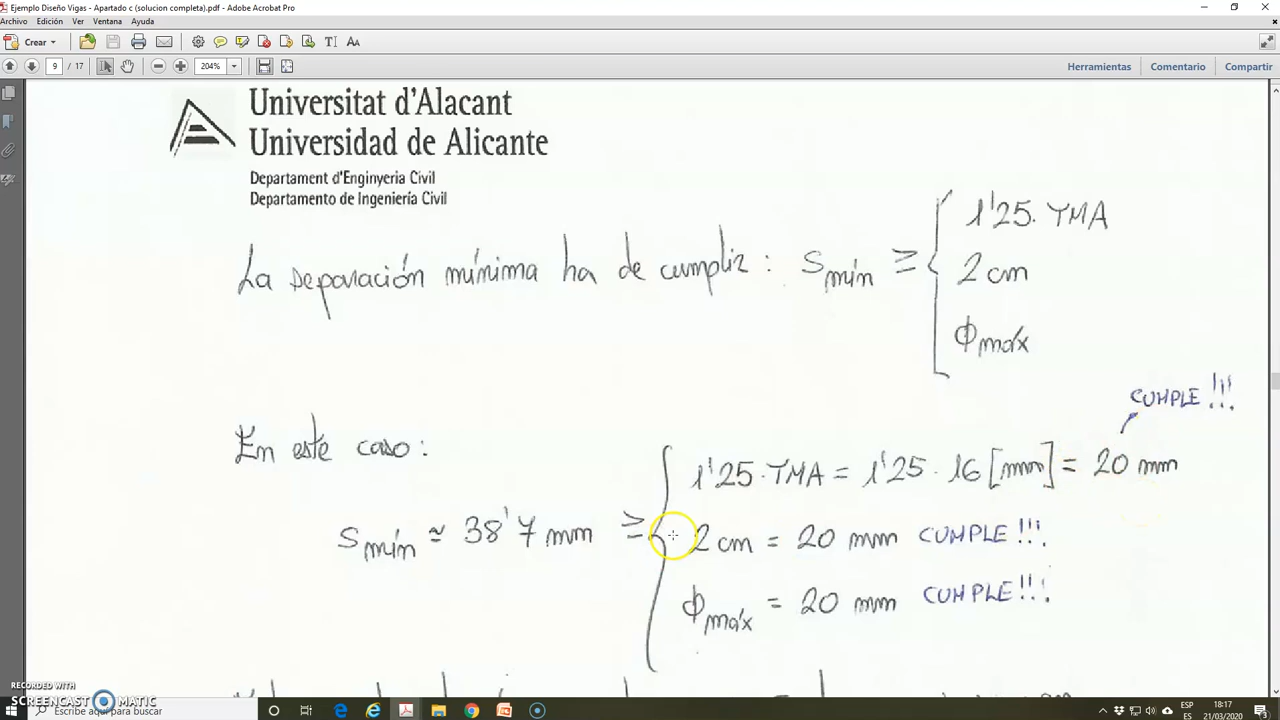 Ejemplo Diseño Vigas - Apartado c (solucion completa).pdf - Adobe Acrobat Pro
Archivo Edición Ver Ventana Ayuda
Crear
9 / 17 204% Herramientas Comentario Compartir
Universitat d'Alacant
Universidad de Alicante
Departament d'Enginyeria Civil
Departamento de Ingeniería Civil
La separación mínima ha de cumplir : Smín ≥ { 1'25. TMA
2 cm
ϕmáx
CUMPLE !!!
En este caso:
1'25·TMA = 1'25 · 16 [mm] = 20 mm
Smín ≃ 38'7 mm ≥ { 2 cm = 20 mm CUMPLE !!!
ϕmáx = 20 mm CUMPLE !!!
RECORDED WITH
SCREENCAST MATIC
Escribe aquí para buscar
ESP 18:17
ES 21/03/2020 3